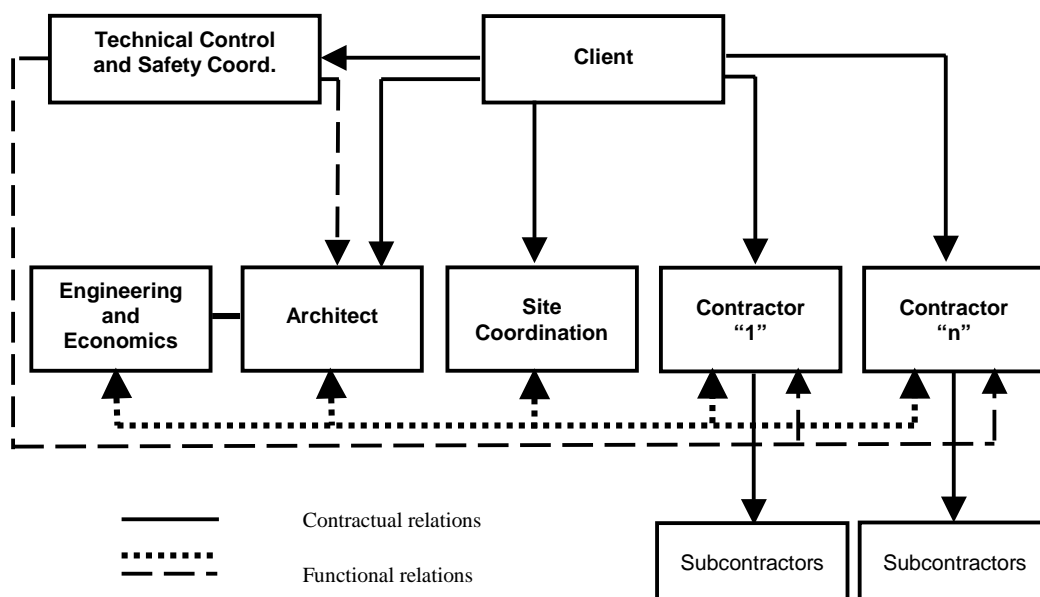 Technical Control
and Safety Coord.
Client
Engineering
and
Economics
Architect
Site
Coordination
Contractor
“1”
Contractor
“n”
Contractual relations
Functional relations
Subcontractors
Subcontractors